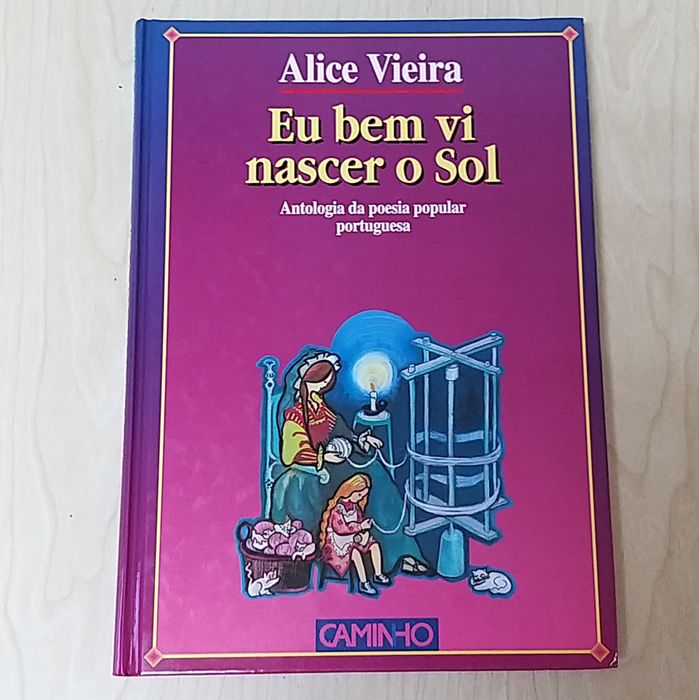 Alice Vieira
Eu bem vi
nascer o Sol
Antologia da poesia popular
portuguesa
CAMINHO